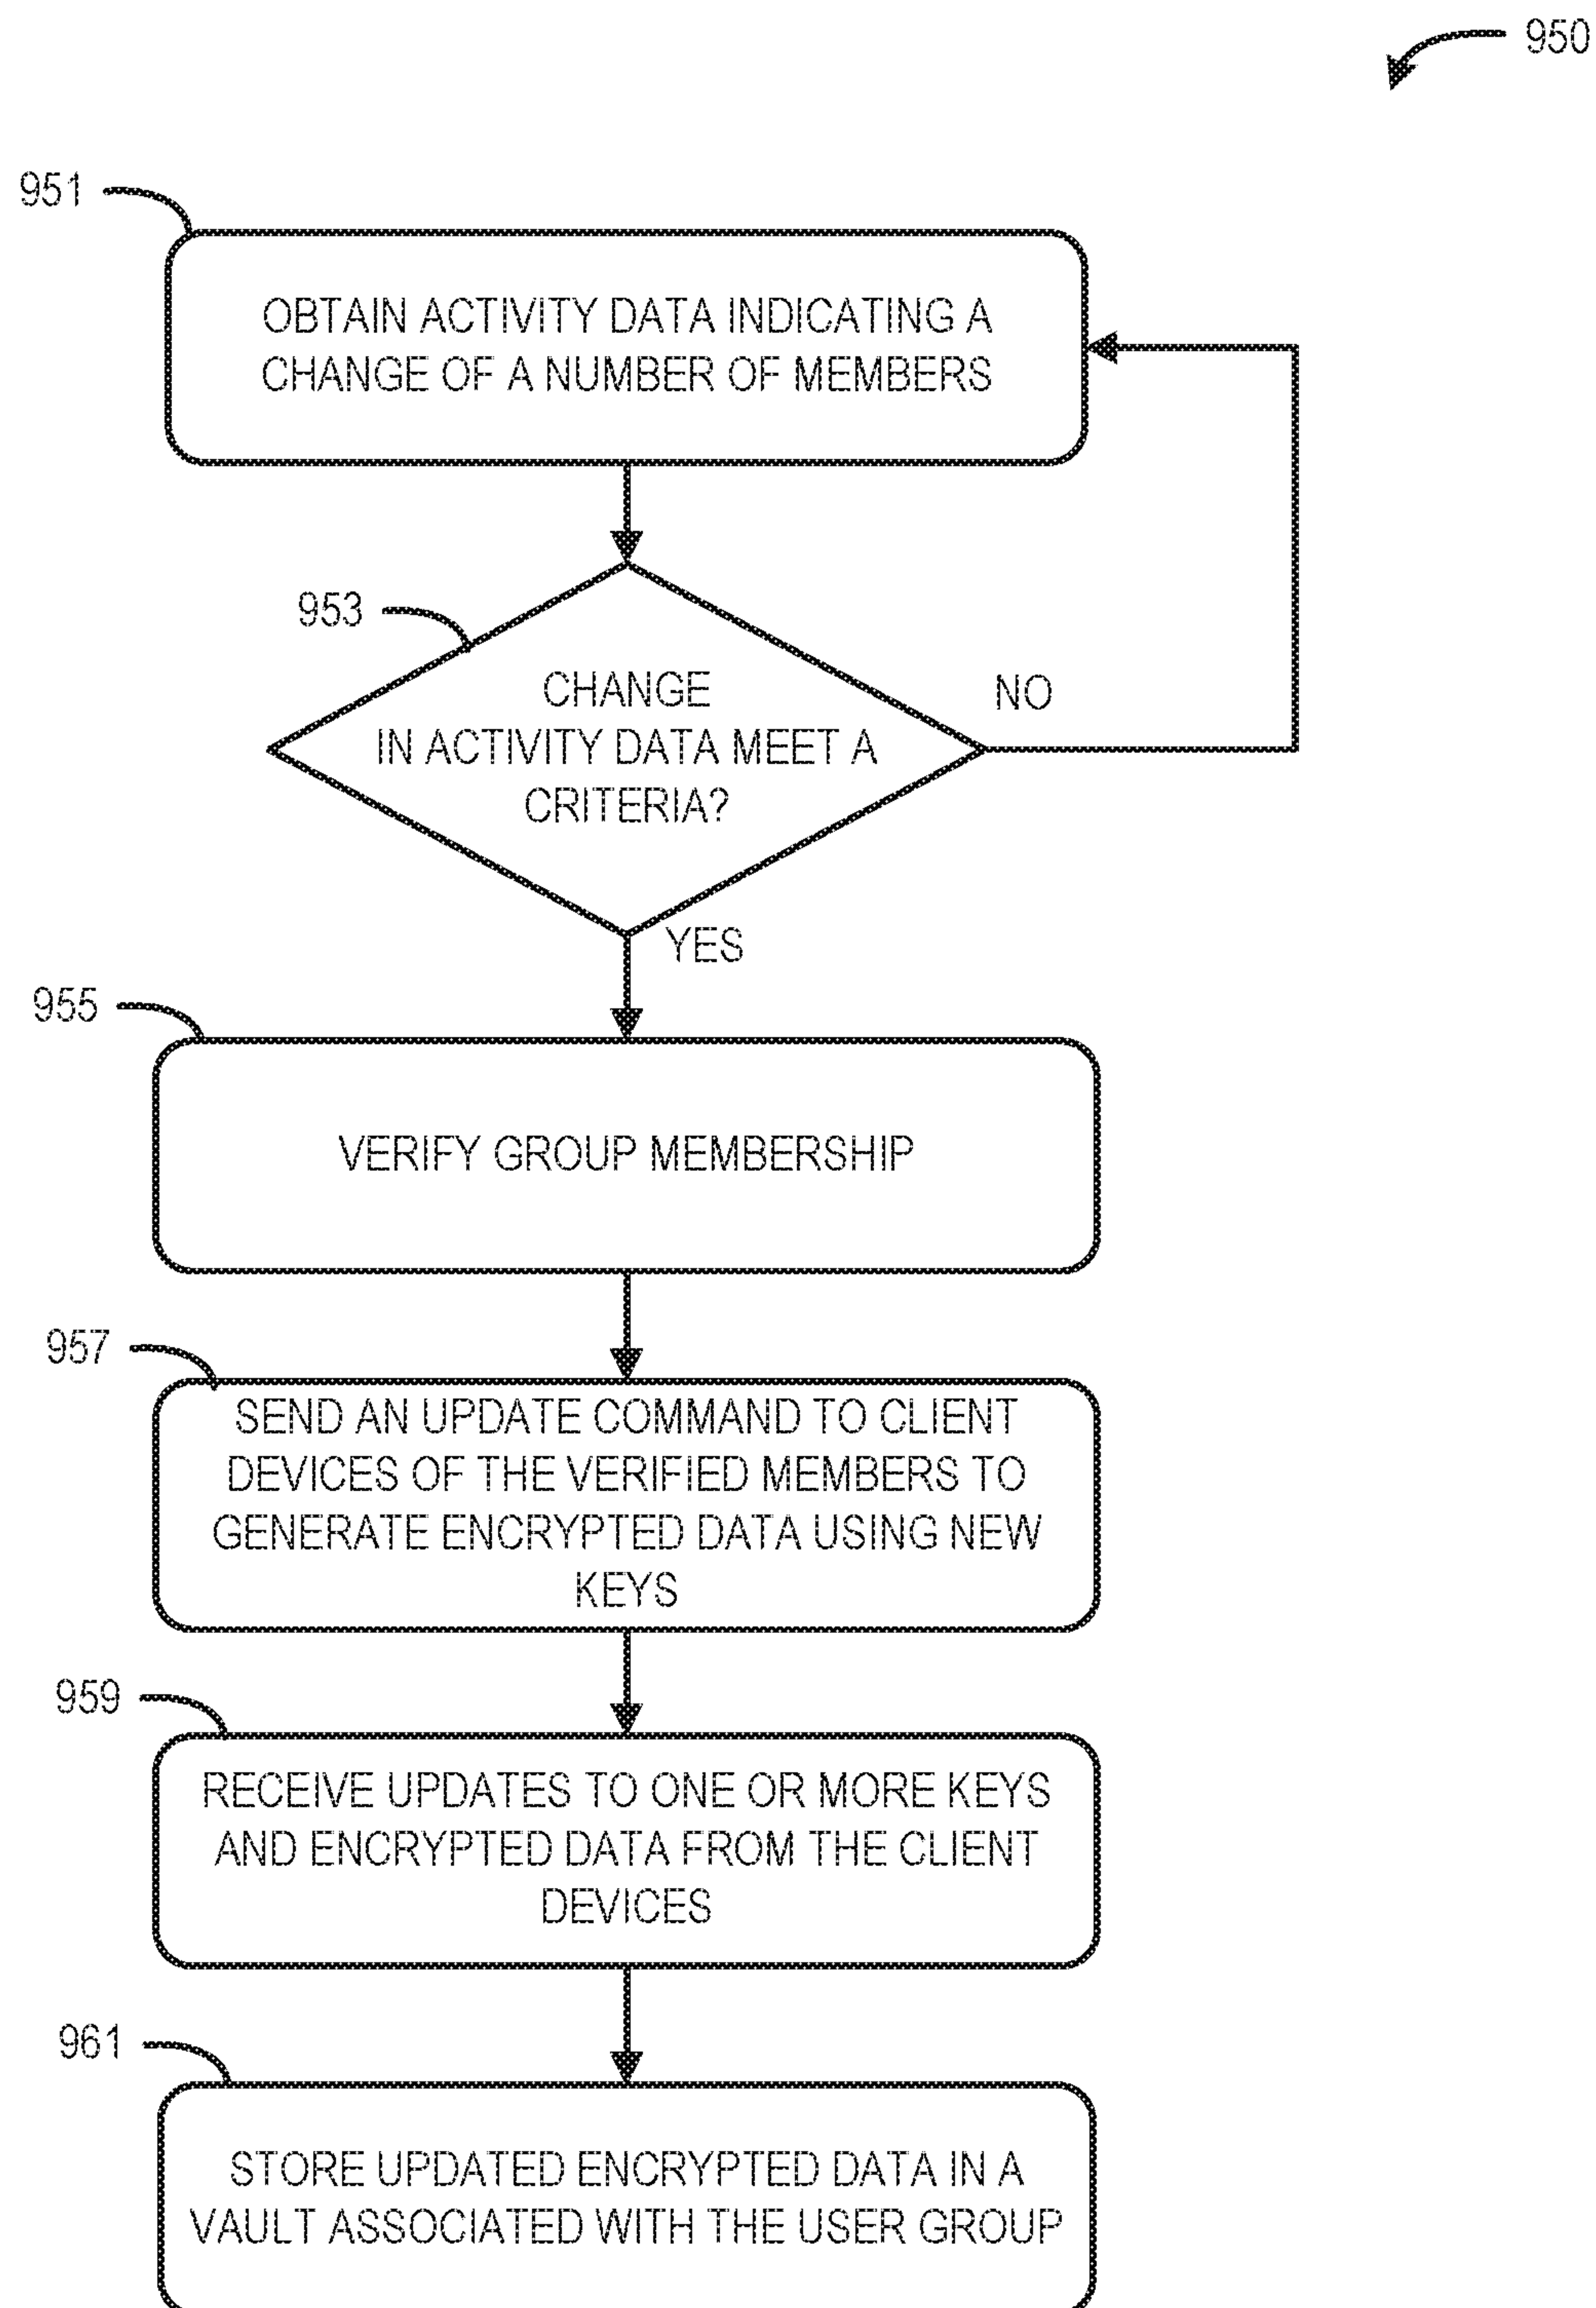 950
951
OBTAIN ACTIVITY DATA INDICATING A
CHANGE OF A NUMBER OF MEMBERS
953
CHANGE
IN ACTIVITY DATA MEET A
CRITERIA?
NO
YES
955
VERIFY GROUP MEMBERSHIP
957
SEND AN UPDATE COMMAND TO CLIENT
DEVICES OF THE VERIFIED MEMBERS TO
GENERATE ENCRYPTED DATA USING NEW
KEYS
959
RECEIVE UPDATES TO ONE OR MORE KEYS
AND ENCRYPTED DATA FROM THE CLIENT
DEVICES
961
STORE UPDATED ENCRYPTED DATA IN A
VAULT ASSOCIATED WITH THE USER GROUP